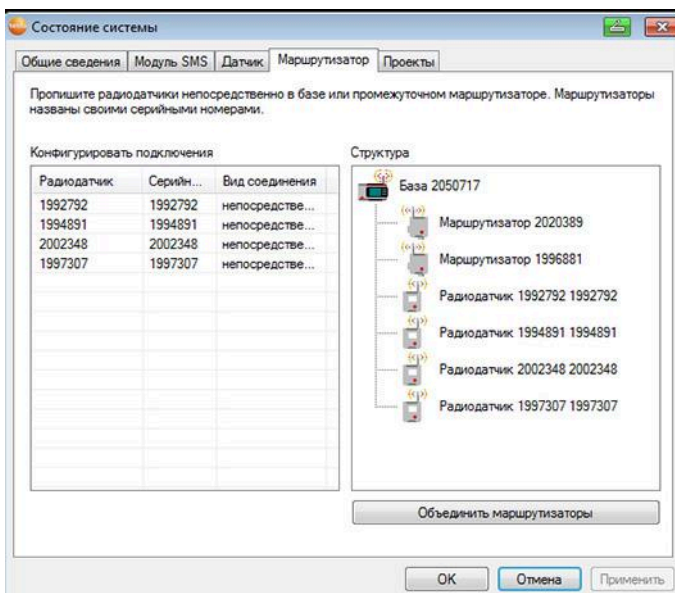 Состояние системы
Общие сведения Модуль SMS Датчик Маршрутизатор Проекты
Пропишите радиодатчики непосредственно в базе или промежуточном маршрутизаторе. Маршрутизаторы
названы своими серийными номерами.
Конфигурировать подключения
Радиодатчик Серийн... Вид соединения
1992792 1992792 непосредстве...
1994891 1994891 непосредстве...
2002348 2002348 непосредстве...
1997307 1997307 непосредстве...
Структура
База 2050717
Маршрутизатор 2020389
Маршрутизатор 1996881
Радиодатчик 1992792 1992792
Радиодатчик 1994891 1994891
Радиодатчик 2002348 2002348
Радиодатчик 1997307 1997307
Объединить маршрутизаторы
OK Отмена Применить